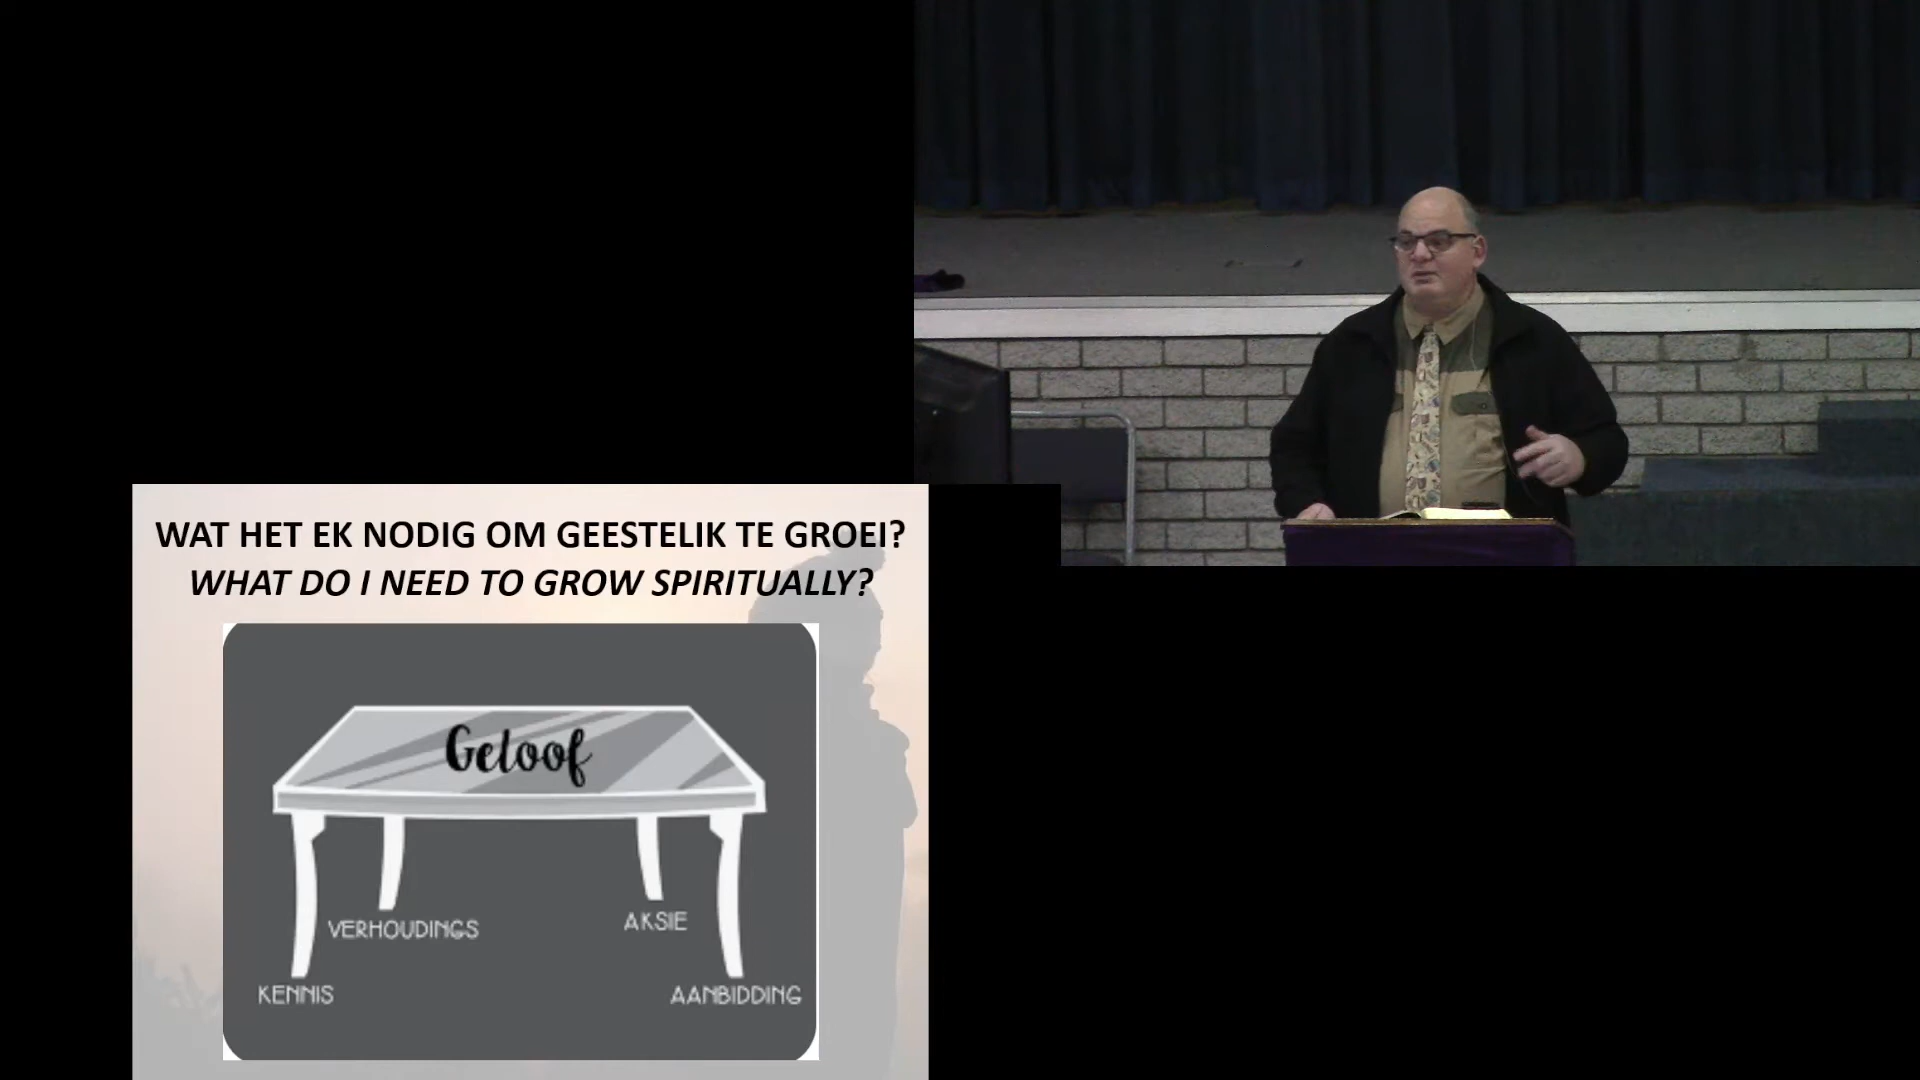 WAT HET EK NODIG OM GEESTELIK TE GROEI?
WHAT DO I NEED TO GROW SPIRITUALLY?
Geloof
VERHOUDINGS
AKSIE
KENNIS
AANBIDDING